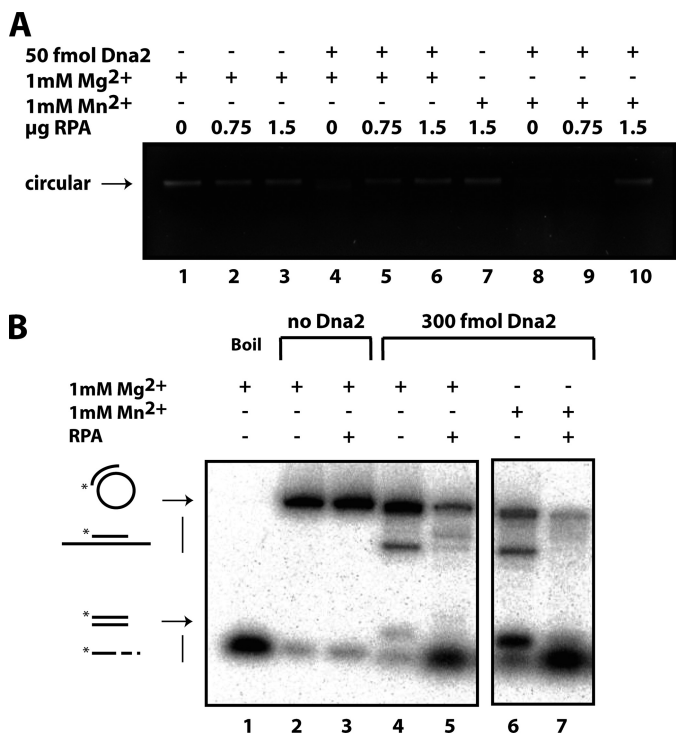 A
50 fmol Dna2 - - - + + + - + + +
1mM Mg2+ + + + + + + - - - -
1mM Mn2+ - - - - - - + + + +
µg RPA 0 0.75 1.5 0 0.75 1.5 1.5 0 0.75 1.5
circular →
1 2 3 4 5 6 7 8 9 10
B
no Dna2 300 fmol Dna2
Boil
1mM Mg2+ + + + + + - -
1mM Mn2+ - - - - - + +
RPA - - + - + - +
*
*
*
*
1 2 3 4 5 6 7